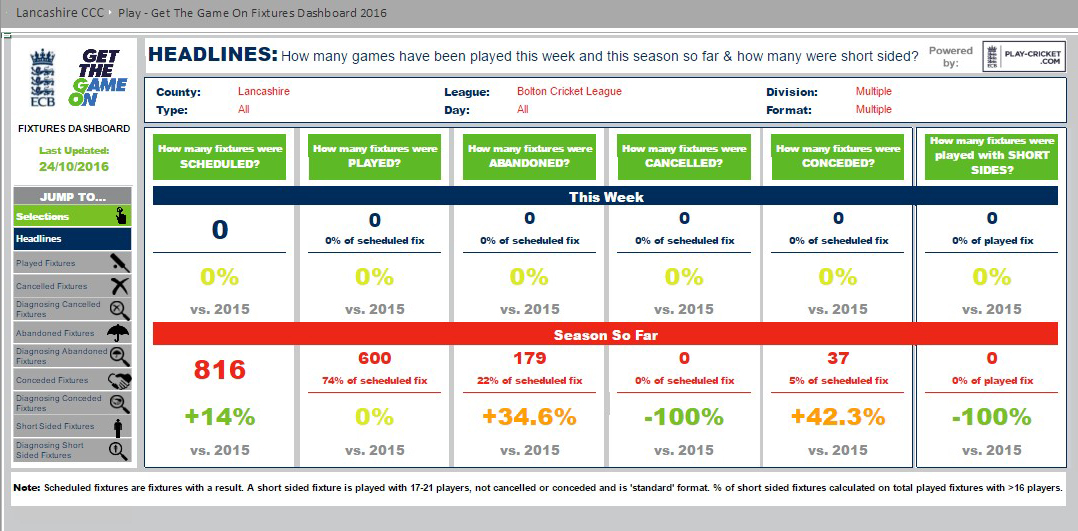 Lancashire CCC › Play - Get The Game On Fixtures Dashboard 2016
ECB
GET
THE
GAME
ON
HEADLINES: How many games have been played this week and this season so far & how many were short sided?
Powered
by:
ECB
PLAY-CRICKET
.COM
FIXTURES DASHBOARD
Last Updated:
24/10/2016
County: Lancashire League: Bolton Cricket League Division: Multiple
Type: All Day: All Format: Multiple
JUMP TO...
Selections
Headlines
Played Fixtures
Cancelled Fixtures
Diagnosing Cancelled
Fixtures
Abandoned Fixtures
Diagnosing Abandoned
Fixtures
Conceded Fixtures
Diagnosing Conceded
Fixtures
Short Sided Fixtures
Diagnosing Short
Sided Fixtures
How many fixtures were
SCHEDULED?
How many fixtures were
PLAYED?
How many fixtures were
ABANDONED?
How many fixtures were
CANCELLED?
How many fixtures were
CONCEDED?
How many fixtures were
played with SHORT
SIDES?
This Week
0 0 0 0 0 0
0% of scheduled fix 0% of scheduled fix 0% of scheduled fix 0% of scheduled fix 0% of played fix
0% 0% 0% 0% 0% 0%
vs. 2015 vs. 2015 vs. 2015 vs. 2015 vs. 2015 vs. 2015
Season So Far
816 600 179 0 37 0
74% of scheduled fix 22% of scheduled fix 0% of scheduled fix 5% of scheduled fix 0% of played fix
+14% 0% +34.6% -100% +42.3% -100%
vs. 2015 vs. 2015 vs. 2015 vs. 2015 vs. 2015 vs. 2015
Note: Scheduled fixtures are fixtures with a result. A short sided fixture is played with 17-21 players, not cancelled or conceded and is 'standard' format. % of short sided fixtures calculated on total played fixtures with >16 players.